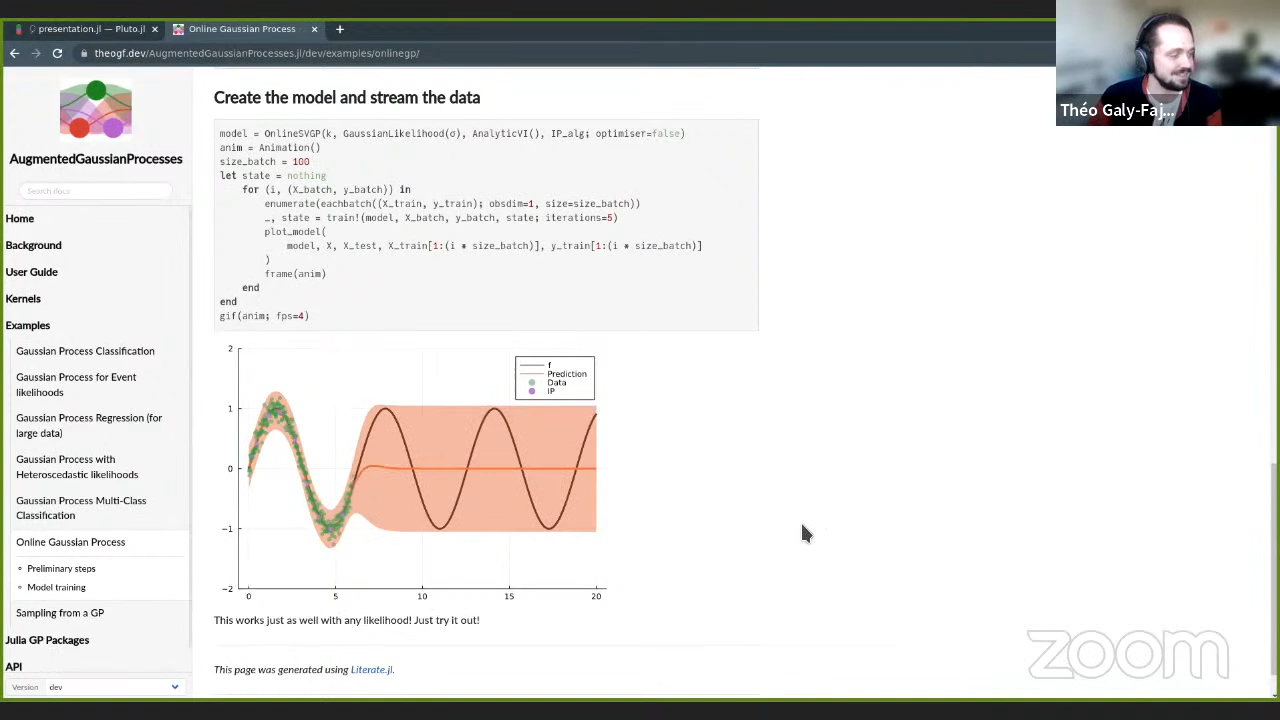 presentation.jl — Pluto.jl
Online Gaussian Process
theogf.dev/AugmentedGaussianProcesses.jl/dev/examples/onlinegp/
Théo Galy-Faj...
AugmentedGaussianProcesses
Search docs
Home
Background
User Guide
Kernels
Examples
Gaussian Process Classification
Gaussian Process for Event
likelihoods
Gaussian Process Regression (for
large data)
Gaussian Process with
Heteroscedastic likelihoods
Gaussian Process Multi-Class
Classification
Online Gaussian Process
Preliminary steps
Model training
Sampling from a GP
Julia GP Packages
API
Version dev
Create the model and stream the data
model = OnlineSVGP(k, GaussianLikelihood(σ), AnalyticVI(), IP_alg; optimiser=false)
anim = Animation()
size_batch = 100
let state = nothing
for (i, (X_batch, y_batch)) in
enumerate(eachbatch((X_train, y_train); obsdim=1, size=size_batch))
_, state = train!(model, X_batch, y_batch, state; iterations=5)
plot_model(
model, X, X_test, X_train[1:(i * size_batch)], y_train[1:(i * size_batch)]
)
frame(anim)
end
end
gif(anim; fps=4)
2
1
0
−1
−2
0 5 10 15 20
f
Prediction
Data
IP
This works just as well with any likelihood! Just try it out!
This page was generated using Literate.jl.
zoom